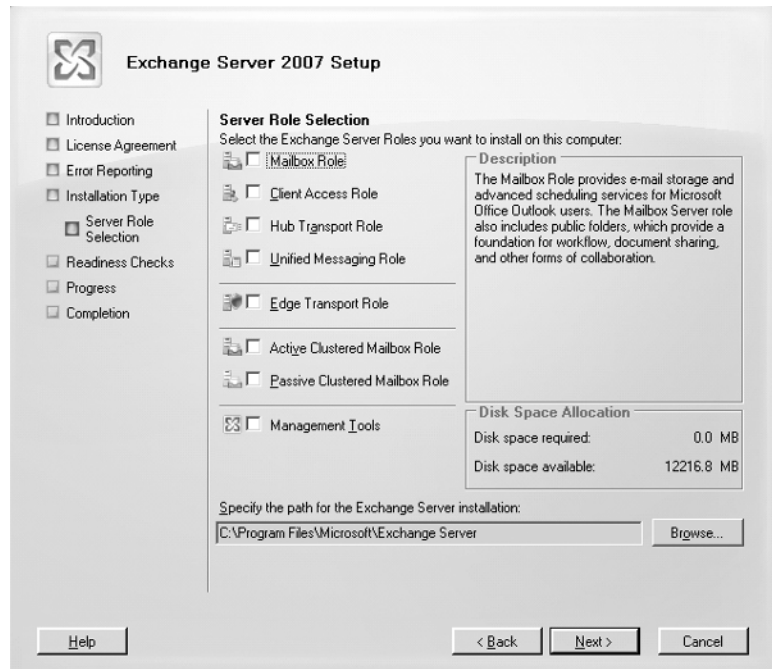 Exchange Server 2007 Setup
Introduction
License Agreement
Error Reporting
Installation Type
Server Role
Selection
Readiness Checks
Progress
Completion
Server Role Selection
Select the Exchange Server Roles you want to install on this computer:
Mailbox Role
Client Access Role
Hub Transport Role
Unified Messaging Role
Edge Transport Role
Active Clustered Mailbox Role
Passive Clustered Mailbox Role
Management Tools
Description
The Mailbox Role provides e-mail storage and
advanced scheduling services for Microsoft
Office Outlook users. The Mailbox Server role
also includes public folders, which provide a
foundation for workflow, document sharing,
and other forms of collaboration.
Disk Space Allocation
Disk space required: 0.0 MB
Disk space available: 12216.8 MB
Specify the path for the Exchange Server installation:
C:\Program Files\Microsoft\Exchange Server
Browse...
Help
< Back
Next >
Cancel